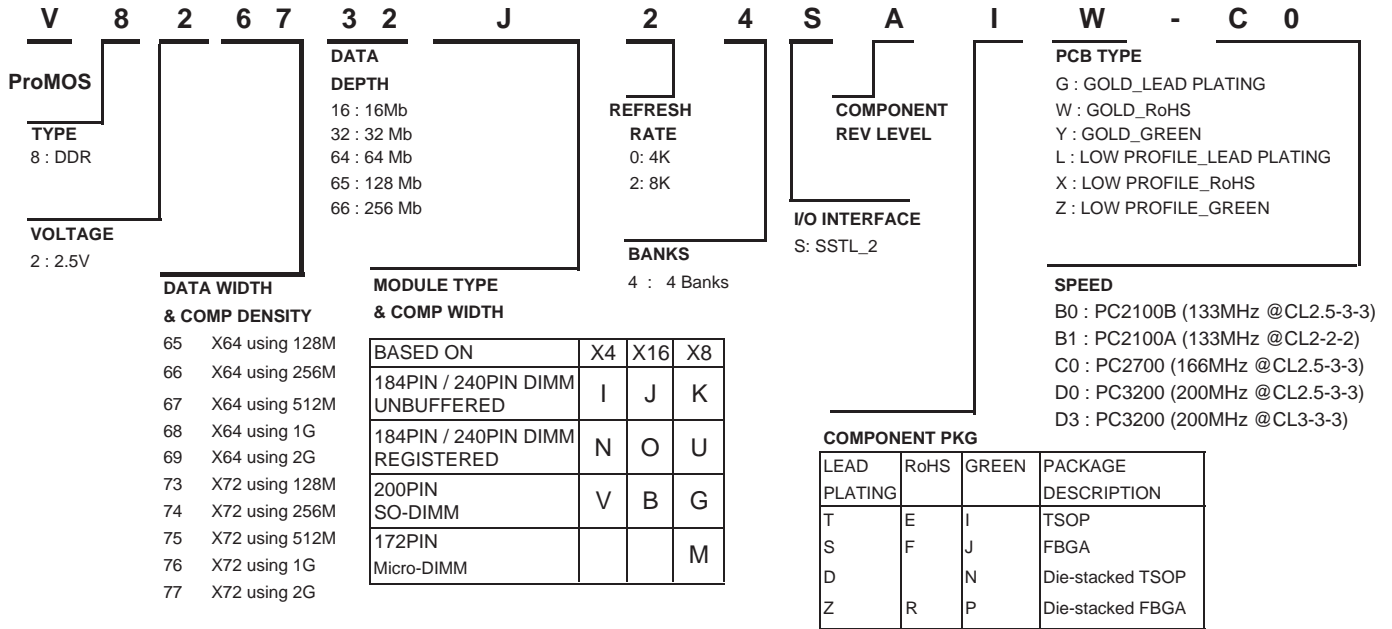 V 8 2 6 7 3 2 J 2 4 S A I W - C 0
ProMOS
TYPE
8 : DDR
VOLTAGE
2 : 2.5V
DATA WIDTH
& COMP DENSITY
65 X64 using 128M
66 X64 using 256M
67 X64 using 512M
68 X64 using 1G
69 X64 using 2G
73 X72 using 128M
74 X72 using 256M
75 X72 using 512M
76 X72 using 1G
77 X72 using 2G
DATA
DEPTH
16 : 16Mb
32 : 32 Mb
64 : 64 Mb
65 : 128 Mb
66 : 256 Mb
MODULE TYPE
& COMP WIDTH
BASED ON X4 X16 X8
184PIN / 240PIN DIMM
UNBUFFERED I J K
184PIN / 240PIN DIMM
REGISTERED N O U
200PIN
SO-DIMM V B G
172PIN
Micro-DIMM M
REFRESH
RATE
0: 4K
2: 8K
BANKS
4 : 4 Banks
I/O INTERFACE
S: SSTL_2
COMPONENT
REV LEVEL
COMPONENT PKG
LEAD RoHS GREEN PACKAGE
PLATING DESCRIPTION
T E I TSOP
S F J FBGA
D N Die-stacked TSOP
Z R P Die-stacked FBGA
PCB TYPE
G : GOLD_LEAD PLATING
W : GOLD_RoHS
Y : GOLD_GREEN
L : LOW PROFILE_LEAD PLATING
X : LOW PROFILE_RoHS
Z : LOW PROFILE_GREEN
SPEED
B0 : PC2100B (133MHz @CL2.5-3-3)
B1 : PC2100A (133MHz @CL2-2-2)
C0 : PC2700 (166MHz @CL2.5-3-3)
D0 : PC3200 (200MHz @CL2.5-3-3)
D3 : PC3200 (200MHz @CL3-3-3)